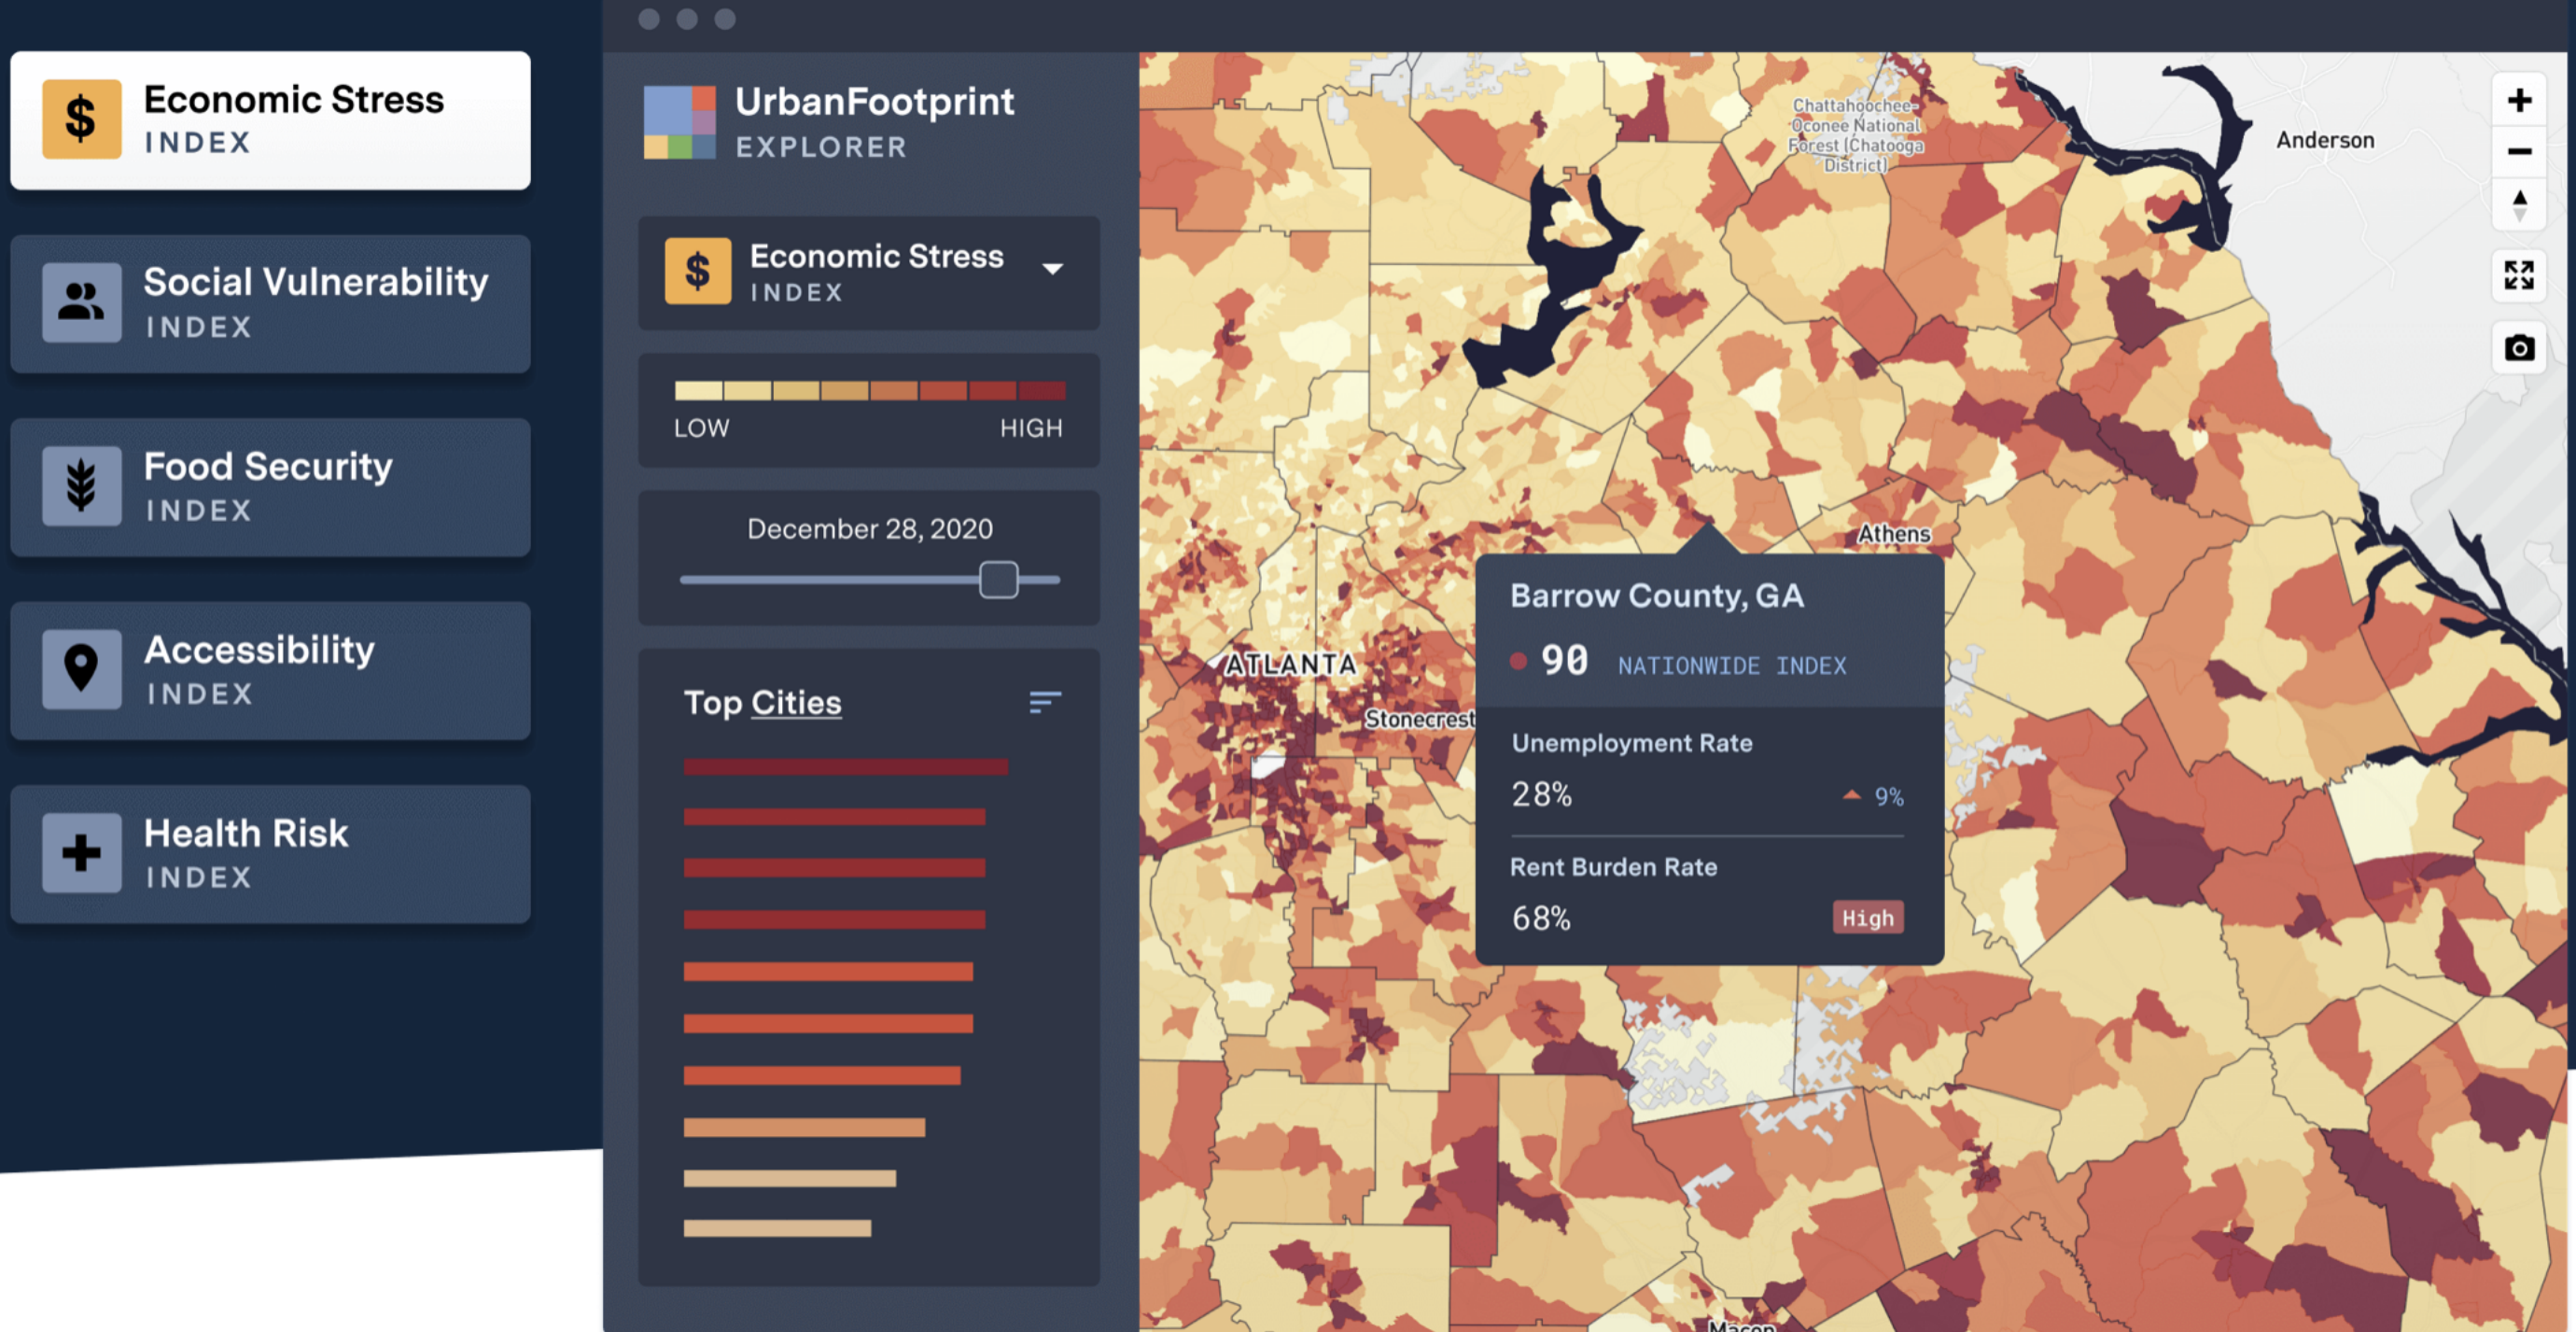 Economic Stress
INDEX
Social Vulnerability
INDEX
Food Security
INDEX
Accessibility
INDEX
Health Risk
INDEX
UrbanFootprint
EXPLORER
Economic Stress
INDEX
LOW HIGH
December 28, 2020
Top Cities
Chattahoochee-
Oconee National
Forest (Chatooga
District)
Anderson
Athens
ATLANTA
Stonecrest
Barrow County, GA
90 NATIONWIDE INDEX
Unemployment Rate
28% 9%
Rent Burden Rate
68% High
Macon